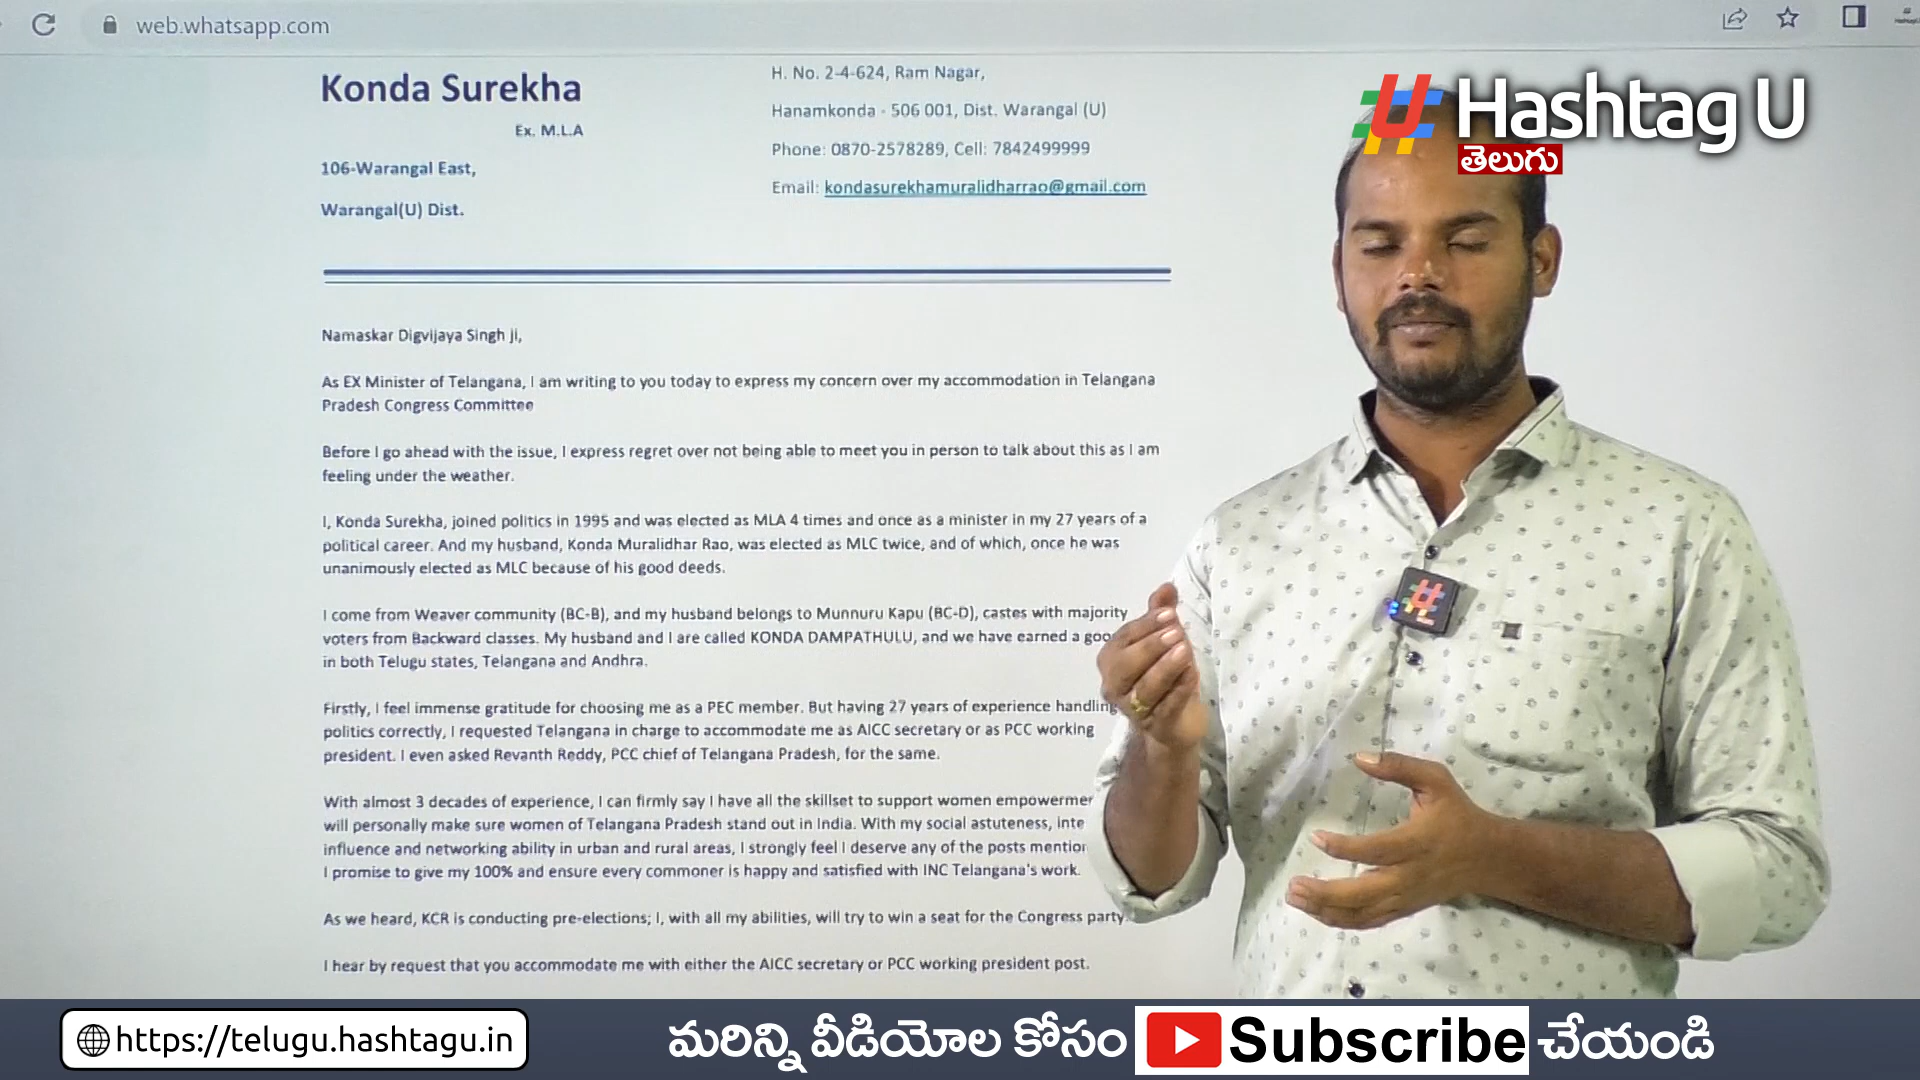 web.whatsapp.com
Konda Surekha
Ex. M.L.A
106-Warangal East,
Warangal(U) Dist.
H. No. 2-4-624, Ram Nagar,
Hanamkonda - 506 001, Dist. Warangal (U)
Phone: 0870-2578289, Cell: 7842499999
Email: kondasurekhamuralidharrao@gmail.com
Hashtag U
తెలుగు
Namaskar Digvijaya Singh ji,
As EX Minister of Telangana, I am writing to you today to express my concern over my accommodation in Telangana
Pradesh Congress Committee
Before I go ahead with the issue, I express regret over not being able to meet you in person to talk about this as I am
feeling under the weather.
I, Konda Surekha, joined politics in 1995 and was elected as MLA 4 times and once as a minister in my 27 years of a
political career. And my husband, Konda Muralidhar Rao, was elected as MLC twice, and of which, once he was
unanimously elected as MLC because of his good deeds.
I come from Weaver community (BC-B), and my husband belongs to Munnuru Kapu (BC-D), castes with majority
voters from Backward classes. My husband and I are called KONDA DAMPATHULU, and we have earned a goo
in both Telugu states, Telangana and Andhra.
Firstly, I feel immense gratitude for choosing me as a PEC member. But having 27 years of experience handling
politics correctly, I requested Telangana in charge to accommodate me as AICC secretary or as PCC working
president. I even asked Revanth Reddy, PCC chief of Telangana Pradesh, for the same.
With almost 3 decades of experience, I can firmly say I have all the skillset to support women empowermen
will personally make sure women of Telangana Pradesh stand out in India. With my social astuteness, inte
influence and networking ability in urban and rural areas, I strongly feel I deserve any of the posts mention
I promise to give my 100% and ensure every commoner is happy and satisfied with INC Telangana's work.
As we heard, KCR is conducting pre-elections; I, with all my abilities, will try to win a seat for the Congress party.
I hear by request that you accommodate me with either the AICC secretary or PCC working president post.
https://telugu.hashtagu.in
మరిన్ని వీడియోల కోసం Subscribe చేయండి